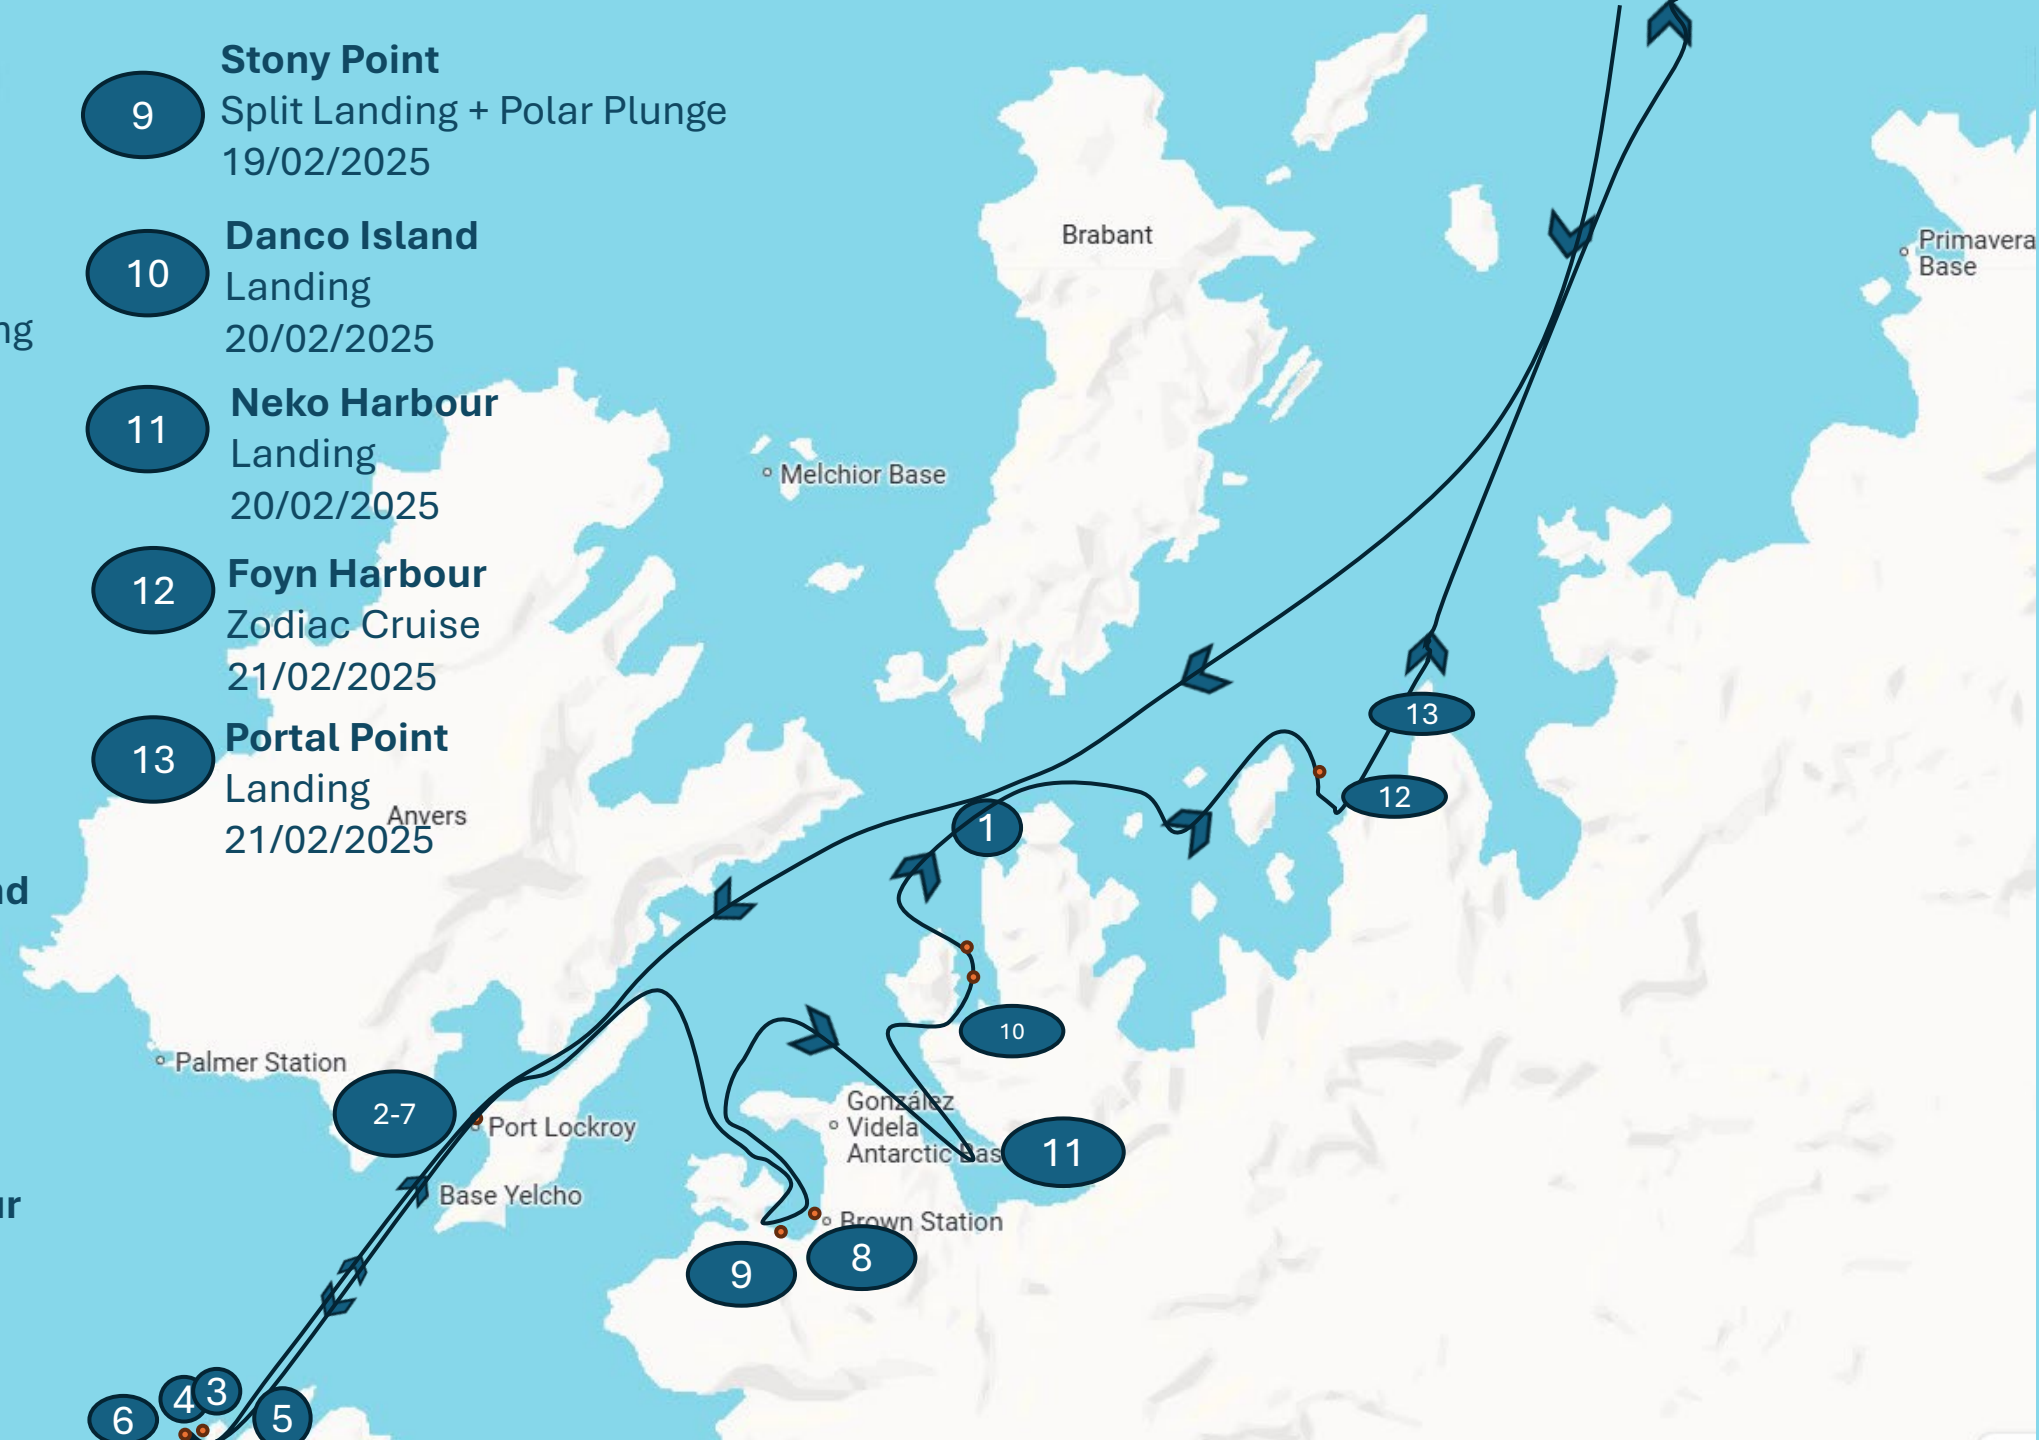 9
Stony Point
Split Landing + Polar Plunge
19/02/2025
10
Danco Island
Landing
20/02/2025
ng
11
Neko Harbour
Landing
20/02/2025
12
Foyn Harbour
Zodiac Cruise
21/02/2025
13
Portal Point
Landing
21/02/2025
nd
ur
Brabant
Primavera
Base
Melchior Base
Anvers
13
12
1
10
Palmer Station
2-7
Port Lockroy
González
Videla
Antarctic Bas
11
Base Yelcho
Brown Station
9
8
6
4
3
5